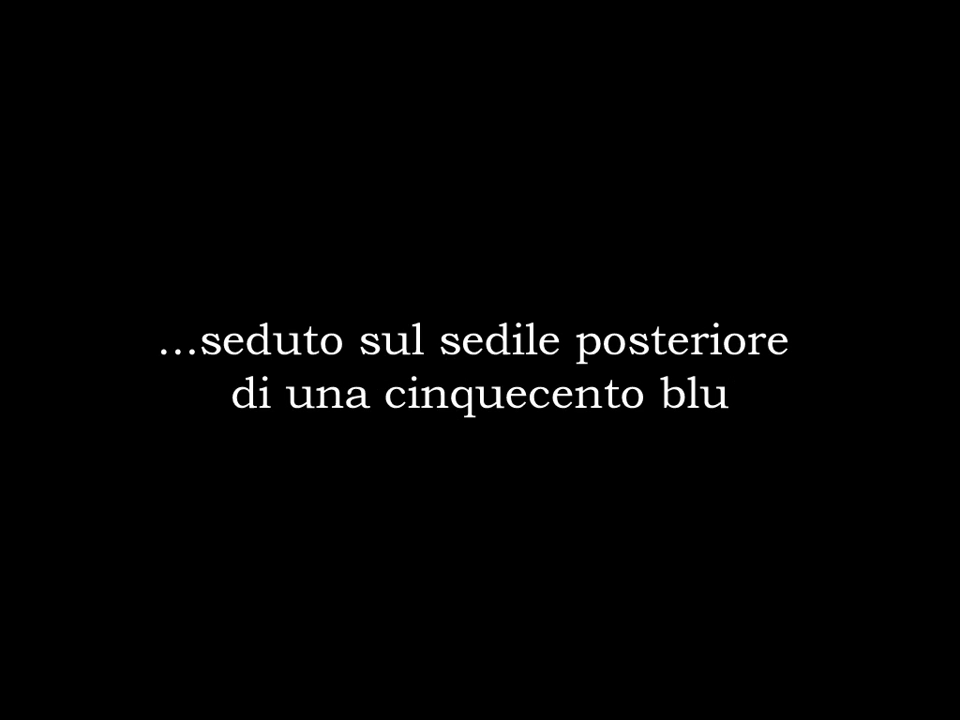 ...seduto sul sedile posteriore
di una cinquecento blu